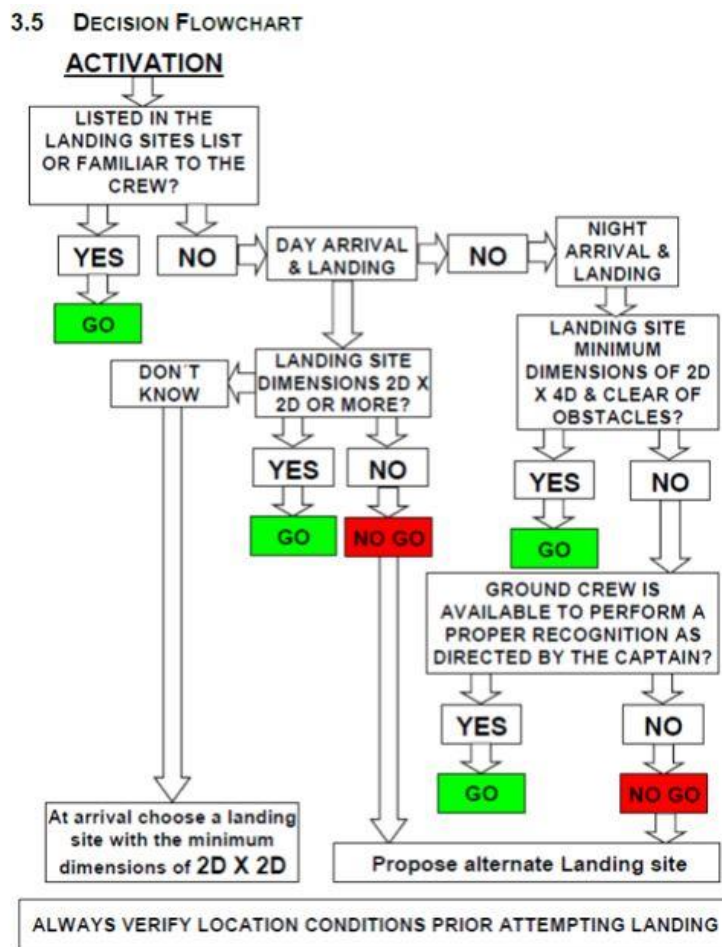 3.5 DECISION FLOWCHART
ACTIVATION
LISTED IN THE
LANDING SITES LIST
OR FAMILIAR TO THE
CREW?
YES
NO
DAY ARRIVAL
& LANDING
NO
NIGHT
ARRIVAL &
LANDING
GO
DON´T
KNOW
LANDING SITE
DIMENSIONS 2D X
2D OR MORE?
LANDING SITE
MINIMUM
DIMENSIONS OF 2D
X 4D & CLEAR OF
OBSTACLES?
YES
NO
YES
NO
GO
NO GO
GO
GROUND CREW IS
AVAILABLE TO PERFORM A
PROPER RECOGNITION AS
DIRECTED BY THE CAPTAIN?
YES
NO
GO
NO GO
At arrival choose a landing
site with the minimum
dimensions of 2D X 2D
Propose alternate Landing site
ALWAYS VERIFY LOCATION CONDITIONS PRIOR ATTEMPTING LANDING